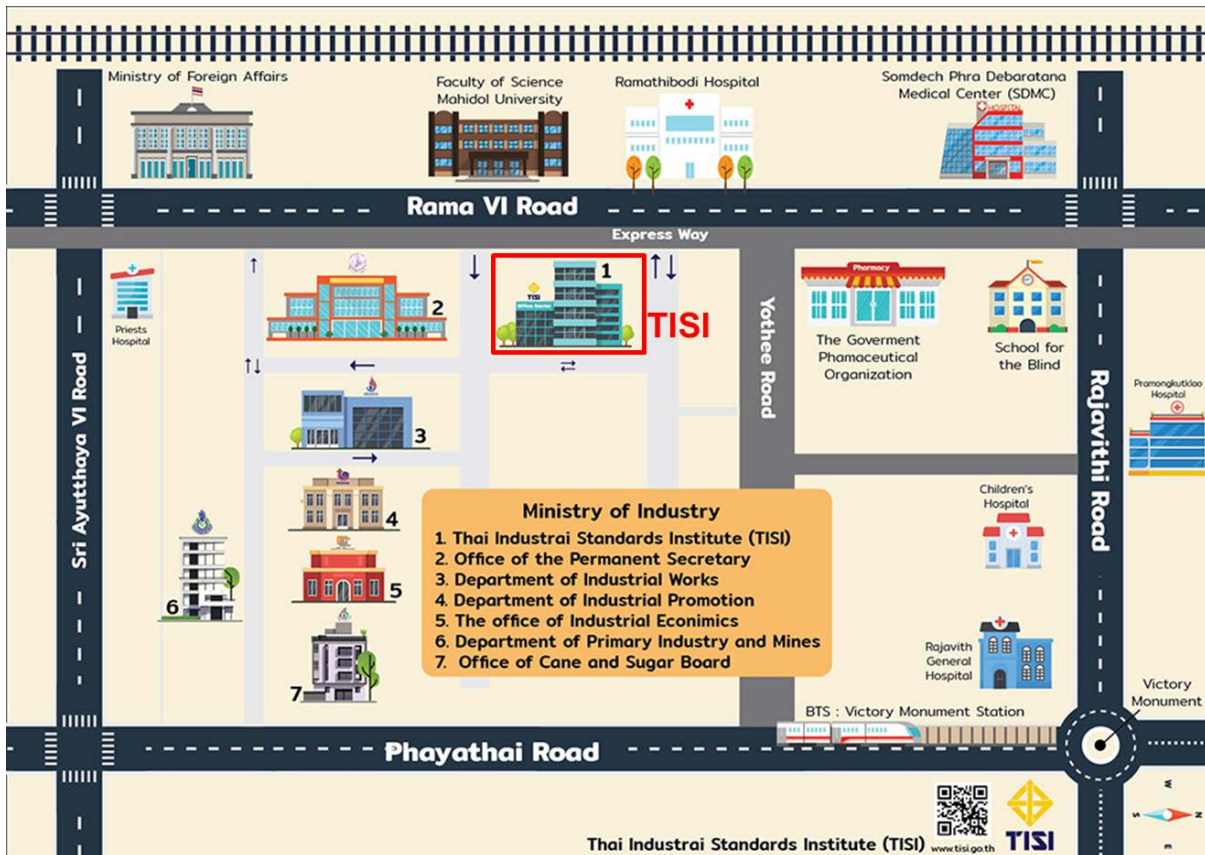 Ministry of Foreign Affairs
Faculty of Science
Mahidol University
Ramathibodi Hospital
Somdech Phra Debaratana
Medical Center (SDMC)
HOSPITAL
Rama VI Road
Express Way
Priests
Hospital
2
1
TISI
TISI
Pharmacy
The Goverment
Phamaceutical
Organization
School for
the Blind
Pramongkutklao
Hospital
Sri Ayutthaya VI Road
Yothee Road
Rajavithi Road
3
4
5
6
7
Ministry of Industry
1. Thai Industrai Standards Institute (TISI)
2. Office of the Permanent Secretary
3. Department of Industrial Works
4. Department of Industrial Promotion
5. The office of Industrial Econimics
6. Department of Primary Industry and Mines
7. Office of Cane and Sugar Board
Children's
Hospital
Rajavith
General
Hospital
Victory
Monument
BTS : Victory Monument Station
Phayathai Road
W
S N
E
Thai Industrai Standards Institute (TISI) www.tisi.go.th TISI